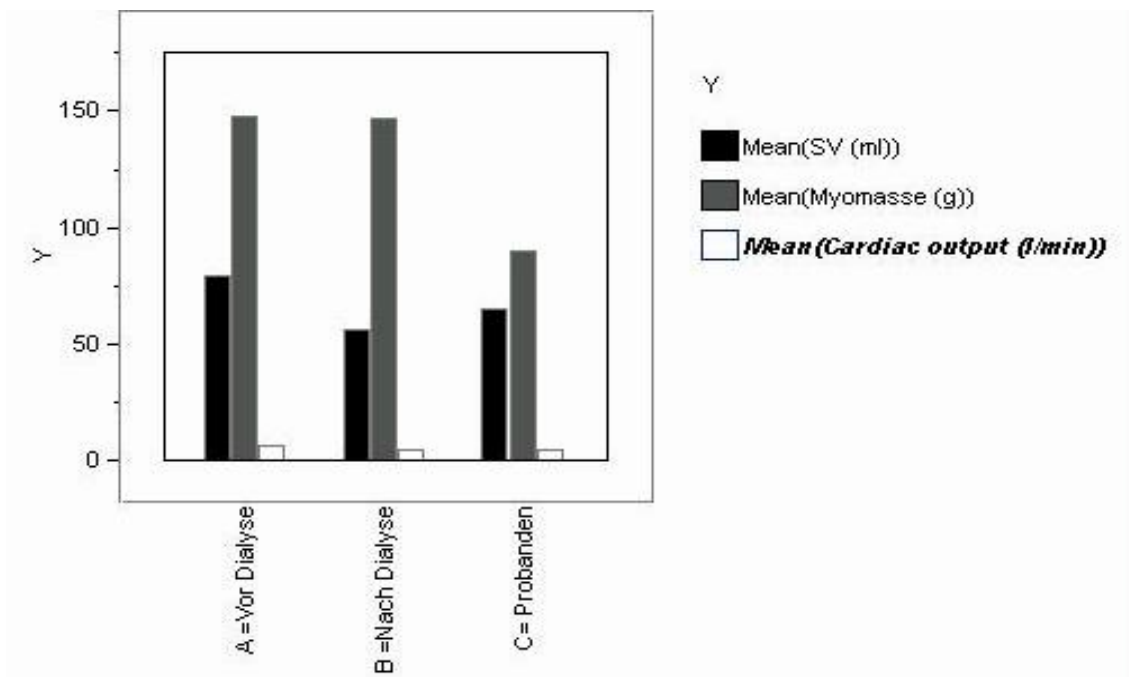 150
100
50
0
Y
A =Vor Dialyse
B =Nach Dialyse
C= Probanden
Y
Mean(SV (ml))
Mean(Myomasse (g))
Mean(Cardiac output (l/min))